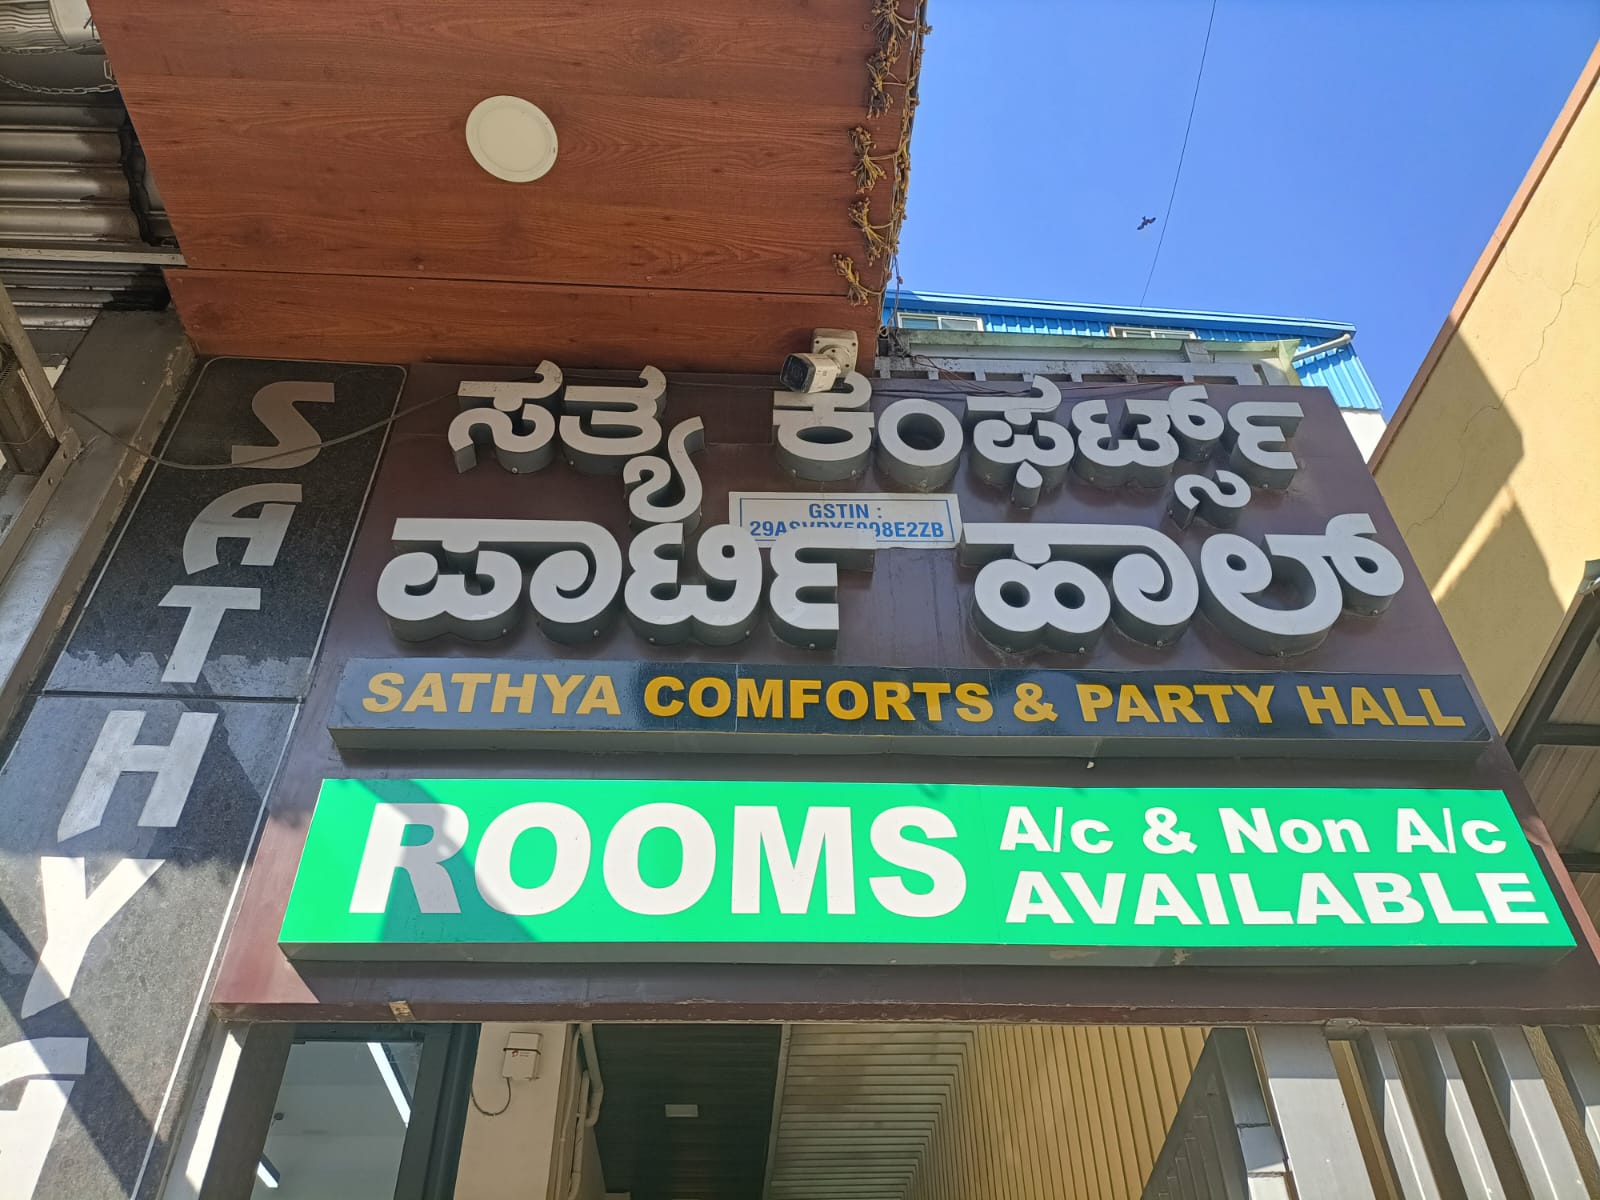 ಸತ್ಯ ಕಂಫರ್ಟ್ಸ್
GSTIN :
ಪಾರ್ಟಿ ಹಾಲ್
SATHYA COMFORTS & PARTY HALL
ROOMS A/c & Non A/c
AVAILABLE
SATHY